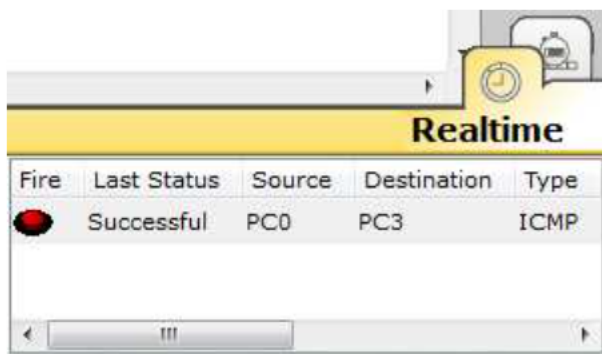 Realtime
Fire Last Status Source Destination Type
Successful PC0 PC3 ICMP